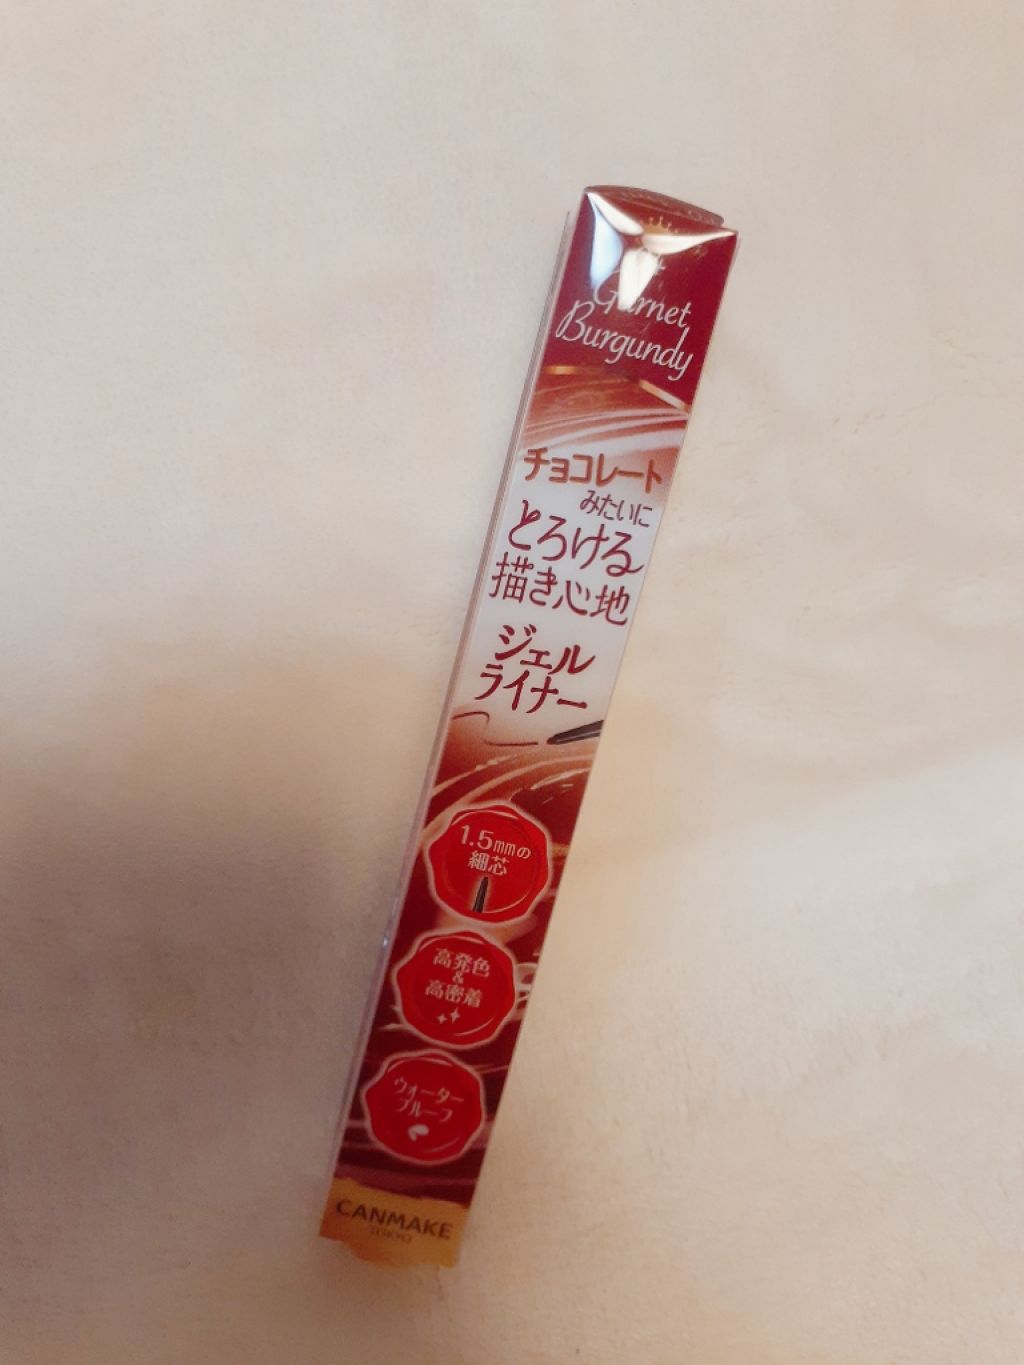 Garnet
Burgundy
チョコレート
みたいに
とろける
描き心地
ジェル
ライナー
1.5mmの
細芯
高発色
&
高密着
ウォーター
プルーフ
CANMAKE
TOKYO